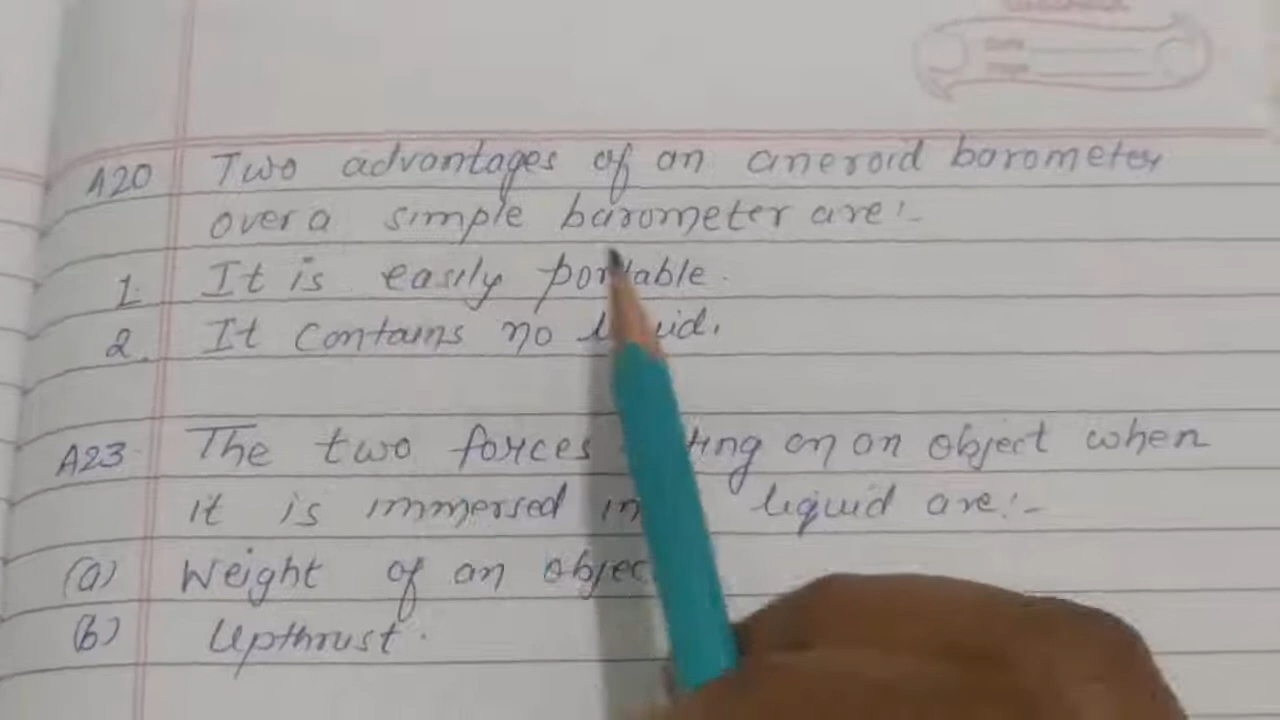 A20 Two advantages of an aneroid barometer
over a simple barometer are:-
1. It is easily portable.
2. It contains no liquid.
A23 The two forces acting on an object when
it is immersed in liquid are:-
(a) Weight of an object
(b) Upthrust.